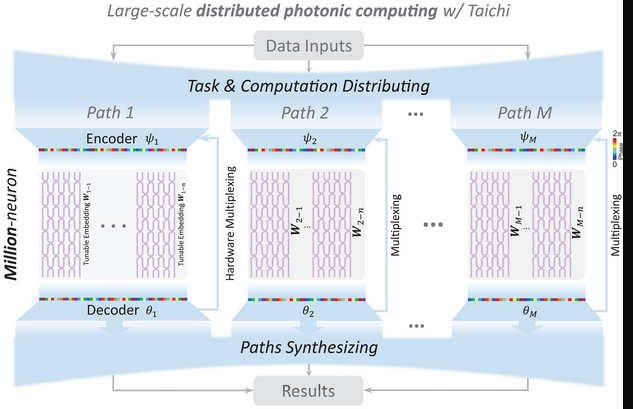 Large-scale distributed photonic computing w/ Taichi
Data Inputs
Task & Computation Distributing
Path 1
Path 2
...
Path M
Encoder ψ1
ψ2
ψM
2π
Phase
0
Million-neuron
Tunable Embedding W1−1
...
Tunable Embedding W1−n
Hardware Multiplexing
W2−1
...
W2−n
Multiplexing
...
WM−1
...
WM−n
Multiplexing
Decoder θ1
θ2
...
θM
Paths Synthesizing
Results